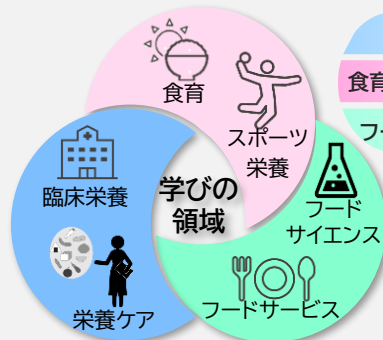 食育
スポーツ
栄養
臨床栄養
学びの
領域
フード
サイエンス
栄養ケア
フードサービス
食育
フー